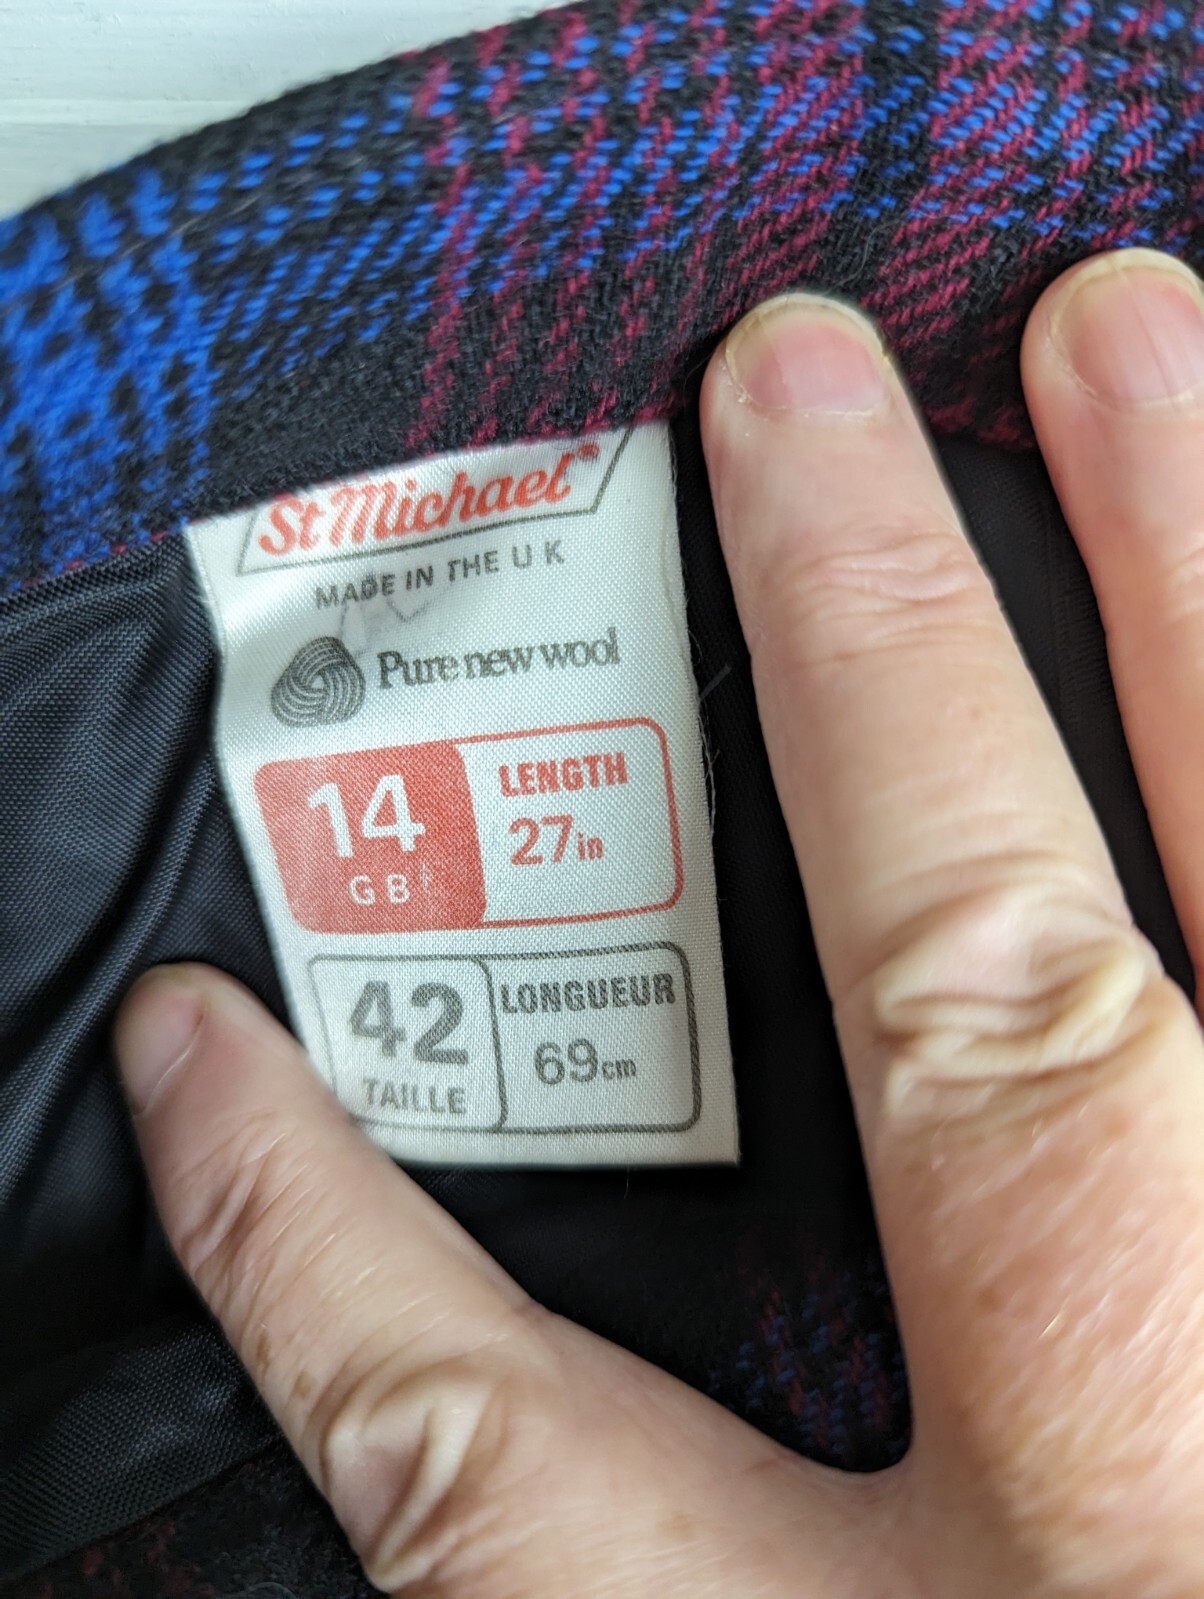 St Michael®
MADE IN THE U K
Pure new wool
14
GB
LENGTH
27in
42
TAILLE
LONGUEUR
69cm